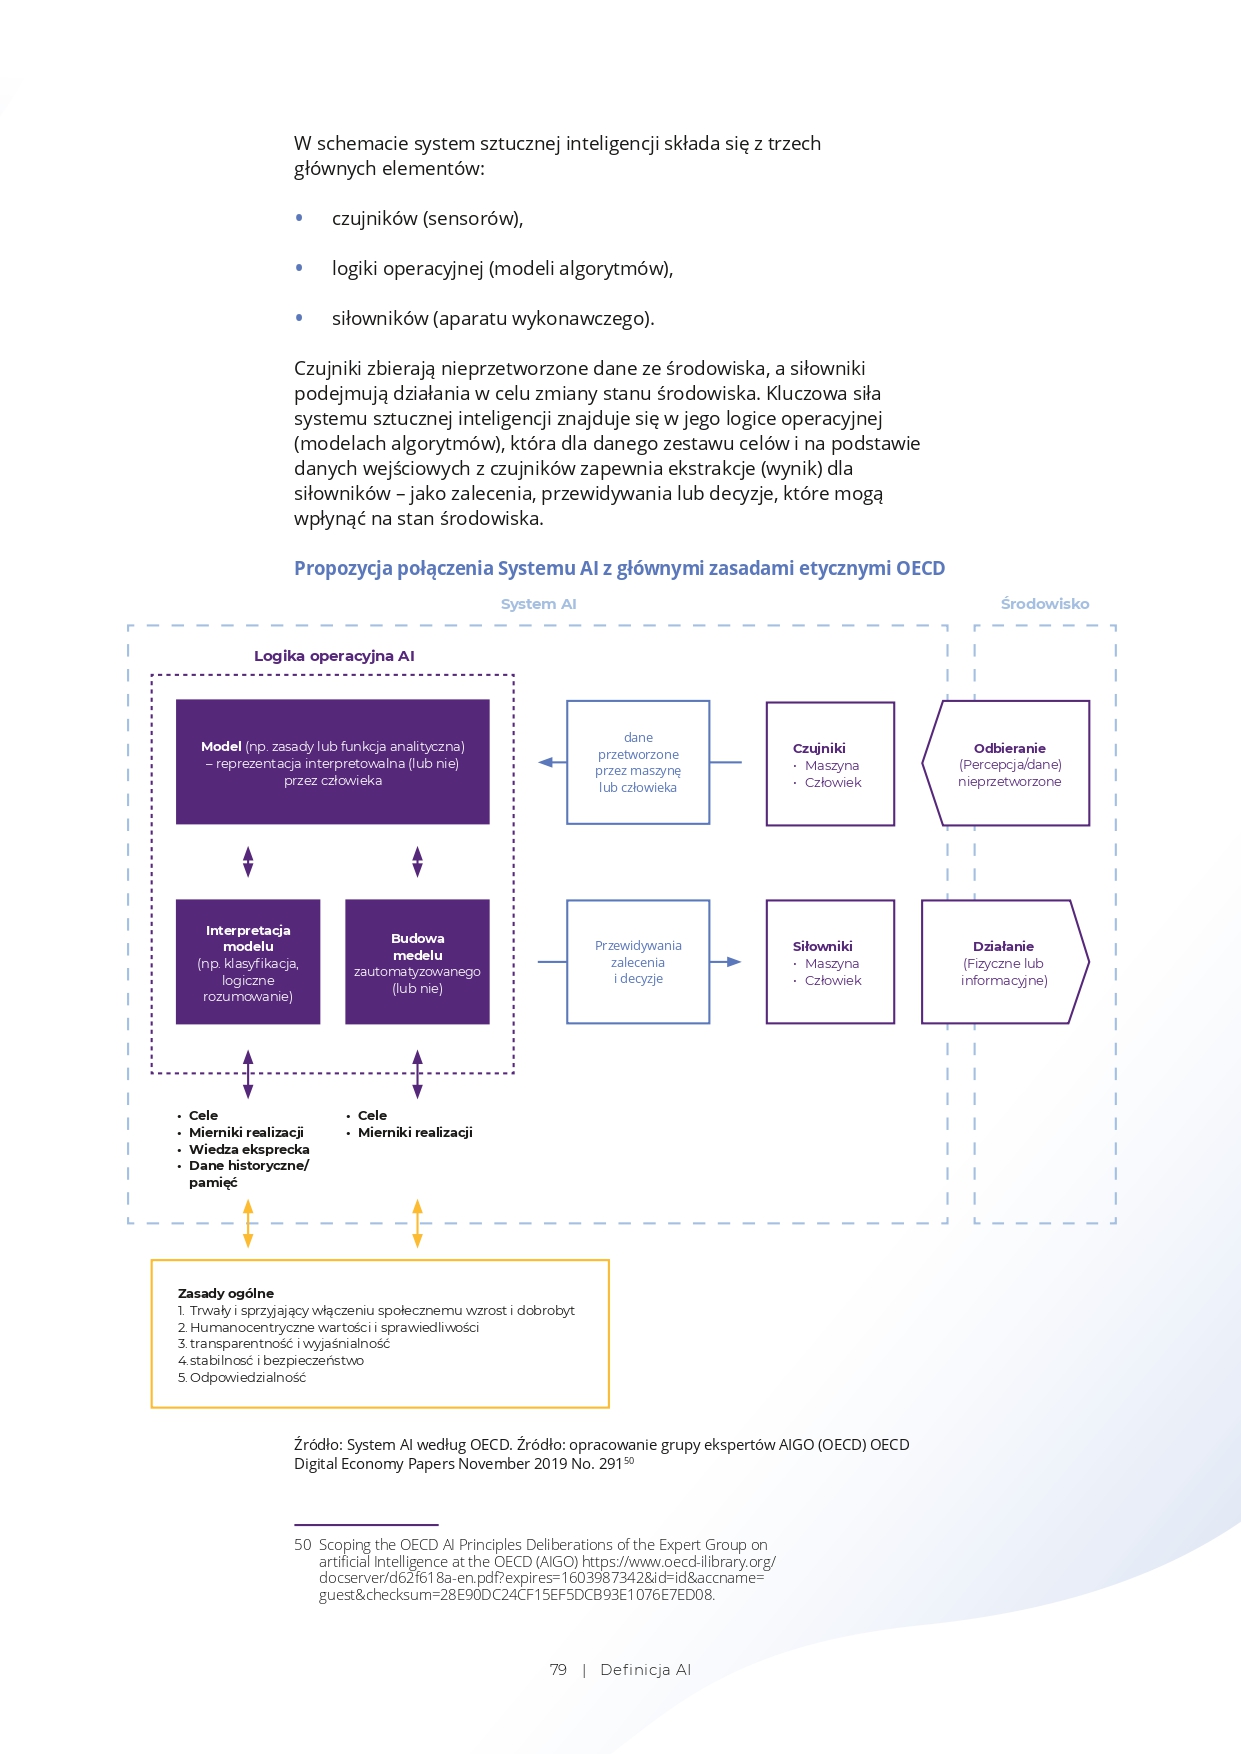 W schemacie system sztucznej inteligencji składa się z trzech
głównych elementów:
• czujników (sensorów),
• logiki operacyjnej (modeli algorytmów),
• siłowników (aparatu wykonawczego).
Czujniki zbierają nieprzetworzone dane ze środowiska, a siłowniki
podejmują działania w celu zmiany stanu środowiska. Kluczowa siła
systemu sztucznej inteligencji znajduje się w jego logice operacyjnej
(modelach algorytmów), która dla danego zestawu celów i na podstawie
danych wejściowych z czujników zapewnia ekstrakcje (wynik) dla
siłowników – jako zalecenia, przewidywania lub decyzje, które mogą
wpłynąć na stan środowiska.
Propozycja połączenia Systemu AI z głównymi zasadami etycznymi OECD
System AI
Środowisko
Logika operacyjna AI
Model (np. zasady lub funkcja analityczna)
– reprezentacja interpretowalna (lub nie)
przez człowieka
dane
przetworzone
przez maszynę
lub człowieka
Czujniki
• Maszyna
• Człowiek
Odbieranie
(Percepcja/dane)
nieprzetworzone
Interpretacja
modelu
(np. klasyfikacja,
logiczne
rozumowanie)
Budowa
medelu
zautomatyzowanego
(lub nie)
Przewidywania
zalecenia
i decyzje
Siłowniki
• Maszyna
• Człowiek
Działanie
(Fizyczne lub
informacyjne)
• Cele
• Mierniki realizacji
• Wiedza eksprecka
• Dane historyczne/
pamięć
• Cele
• Mierniki realizacji
Zasady ogólne
1. Trwały i sprzyjający włączeniu społecznemu wzrost i dobrobyt
2. Humanocentryczne wartości i sprawiedliwości
3. transparentność i wyjaśnialność
4. stabilnosć i bezpieczeństwo
5. Odpowiedzialność
Źródło: System AI według OECD. Źródło: opracowanie grupy ekspertów AIGO (OECD) OECD
Digital Economy Papers November 2019 No. 291⁵⁰
50 Scoping the OECD AI Principles Deliberations of the Expert Group on
artificial Intelligence at the OECD (AIGO) https://www.oecd-ilibrary.org/
docserver/d62f618a-en.pdf?expires=1603987342&id=id&accname=
guest&checksum=28E90DC24CF15EF5DCB93E1076E7ED08.
79 | Definicja AI